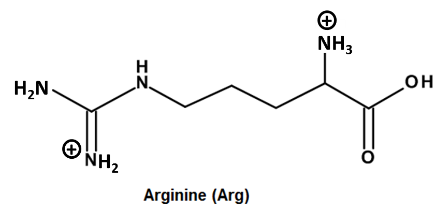 ⊕
NH₃
H
N
H₂N
OH
⊕
NH₂
O
Arginine (Arg)